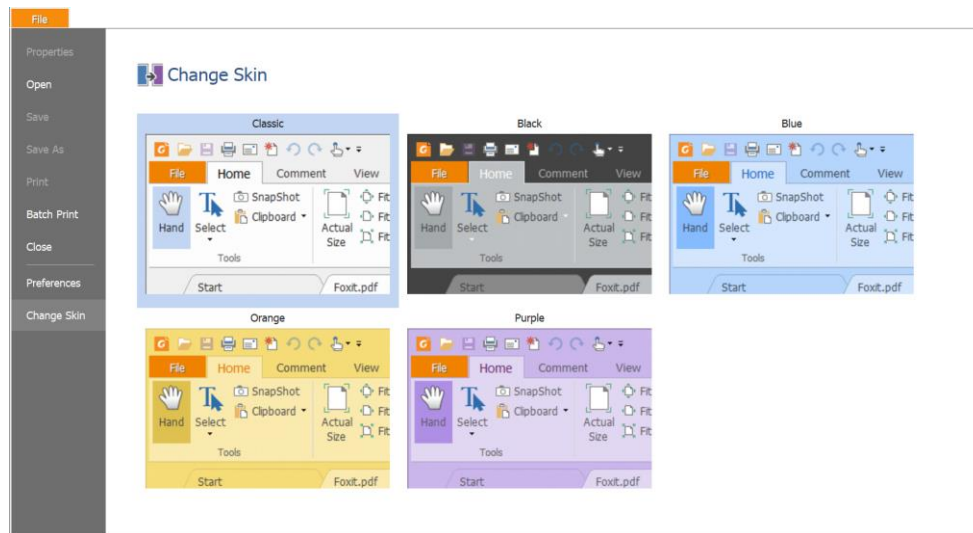 File
Properties
Open
Save
Save As
Print
Batch Print
Close
Preferences
Change Skin
Change Skin
Classic
File Home Comment View
Hand
Select
SnapShot
Clipboard
Actual
Size
Fit
Fit
Fit
Tools
Start Foxit.pdf
Black
File Home Comment View
Hand
Select
SnapShot
Clipboard
Actual
Size
Fit
Fit
Fit
Tools
Start Foxit.pdf
Blue
File Home Comment View
Hand
Select
SnapShot
Clipboard
Actual
Size
Fit
Fit
Fit
Tools
Start Foxit.pdf
Orange
File Home Comment View
Hand
Select
SnapShot
Clipboard
Actual
Size
Fit
Fit
Fit
Tools
Start Foxit.pdf
Purple
File Home Comment View
Hand
Select
SnapShot
Clipboard
Actual
Size
Fit
Fit
Fit
Tools
Start Foxit.pdf